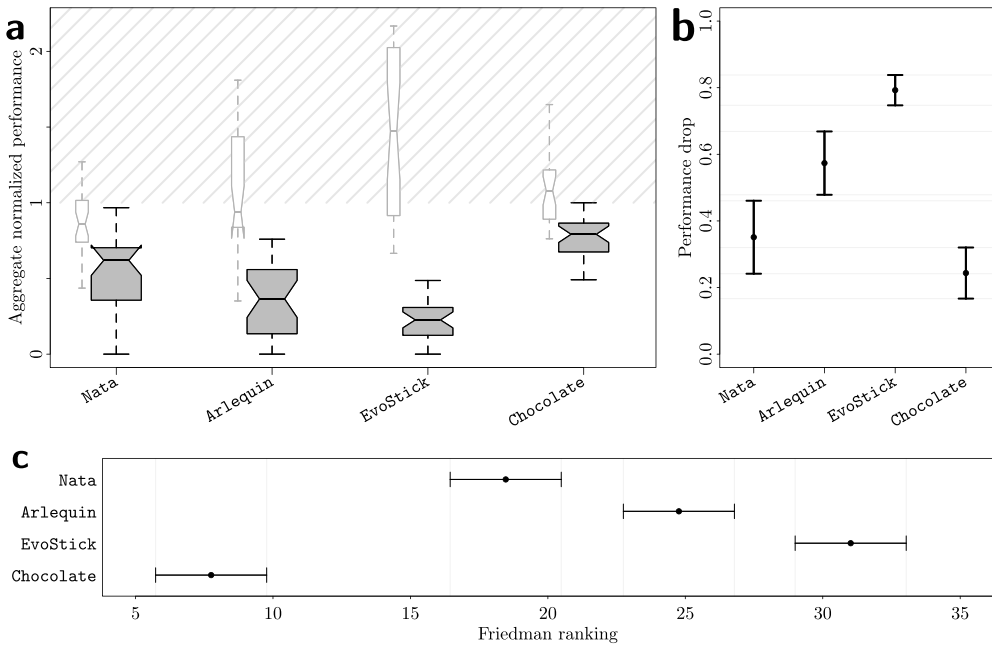 a
Aggregate normalized performance
2
1
0
Nata
Arlequin
EvoStick
Chocolate
b
Performance drop
1.0
0.8
0.6
0.4
0.2
0.0
Nata
Arlequin
EvoStick
Chocolate
c
Nata
Arlequin
EvoStick
Chocolate
5 10 15 20 25 30 35
Friedman ranking